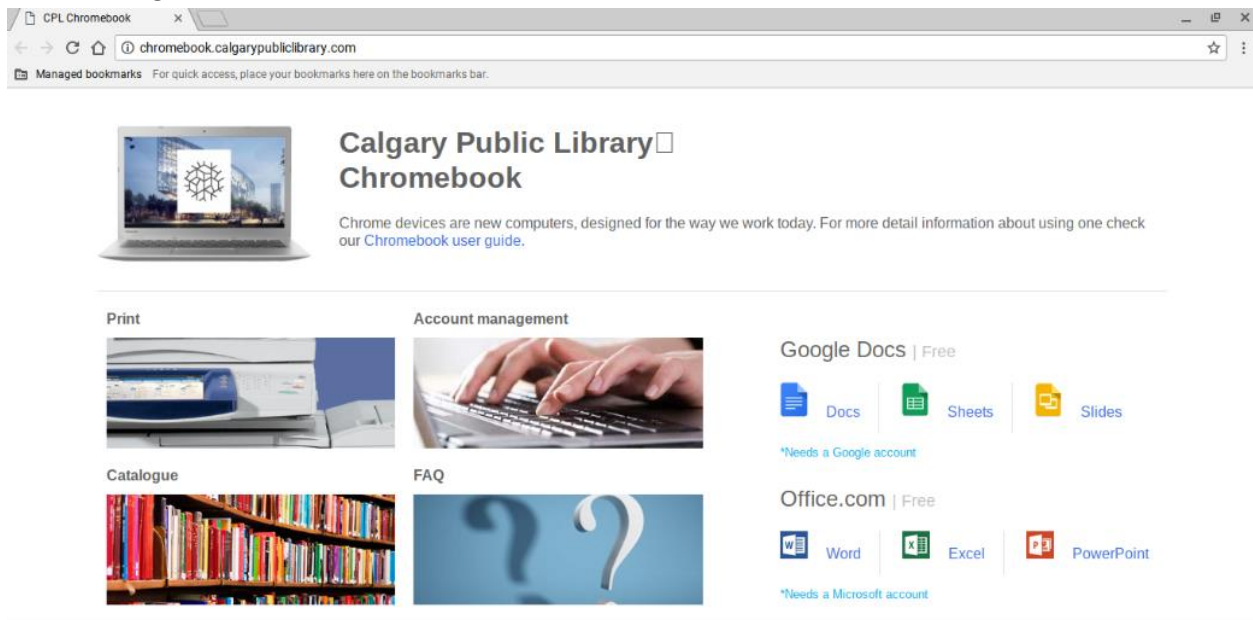 CPL Chromebook
chromebook.calgarypubliclibrary.com
Managed bookmarks For quick access, place your bookmarks here on the bookmarks bar.
Calgary Public Library
Chromebook
Chrome devices are new computers, designed for the way we work today. For more detail information about using one check
our Chromebook user guide.
Print
Account management
Catalogue
FAQ
Google Docs | Free
Docs
Sheets
Slides
*Needs a Google account
Office.com | Free
Word
Excel
PowerPoint
*Needs a Microsoft account